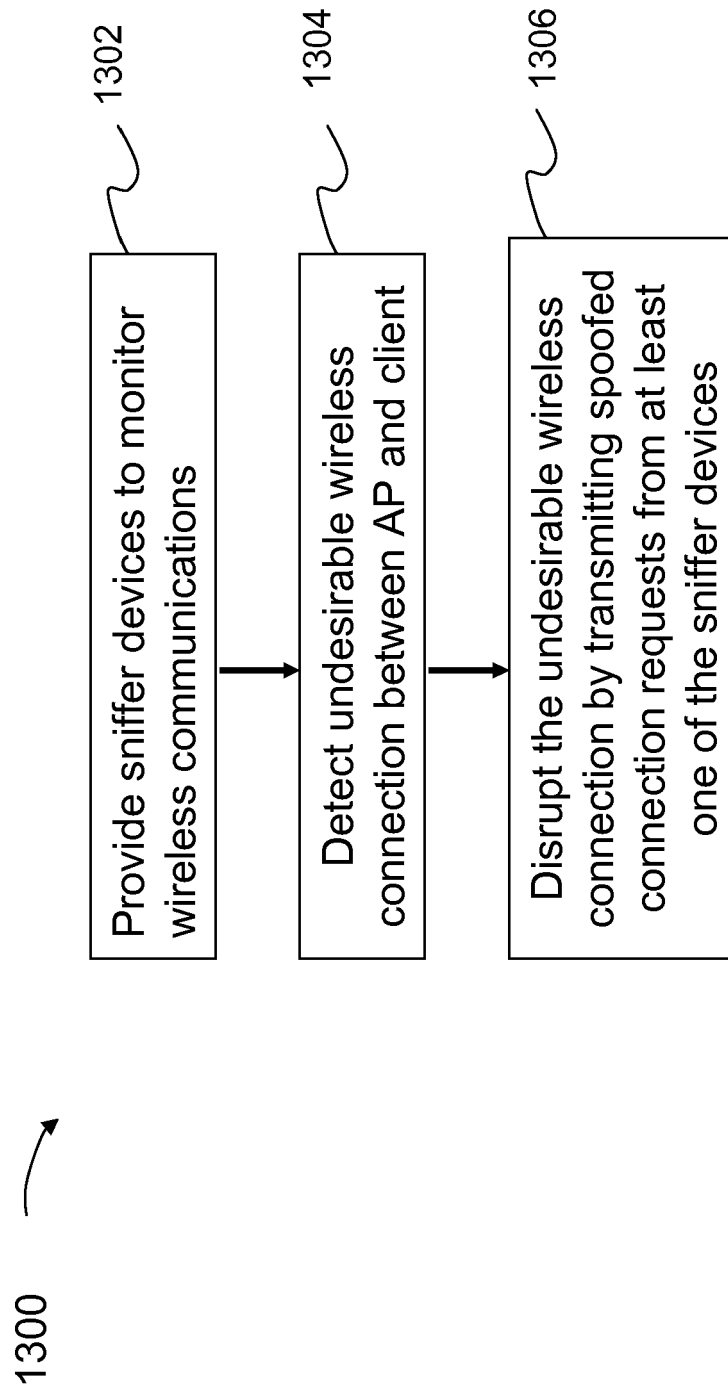 1300
Provide sniffer devices to monitor
wireless communications
1302
Detect undesirable wireless
connection between AP and client
1304
Disrupt the undesirable wireless
connection by transmitting spoofed
connection requests from at least
one of the sniffer devices
1306